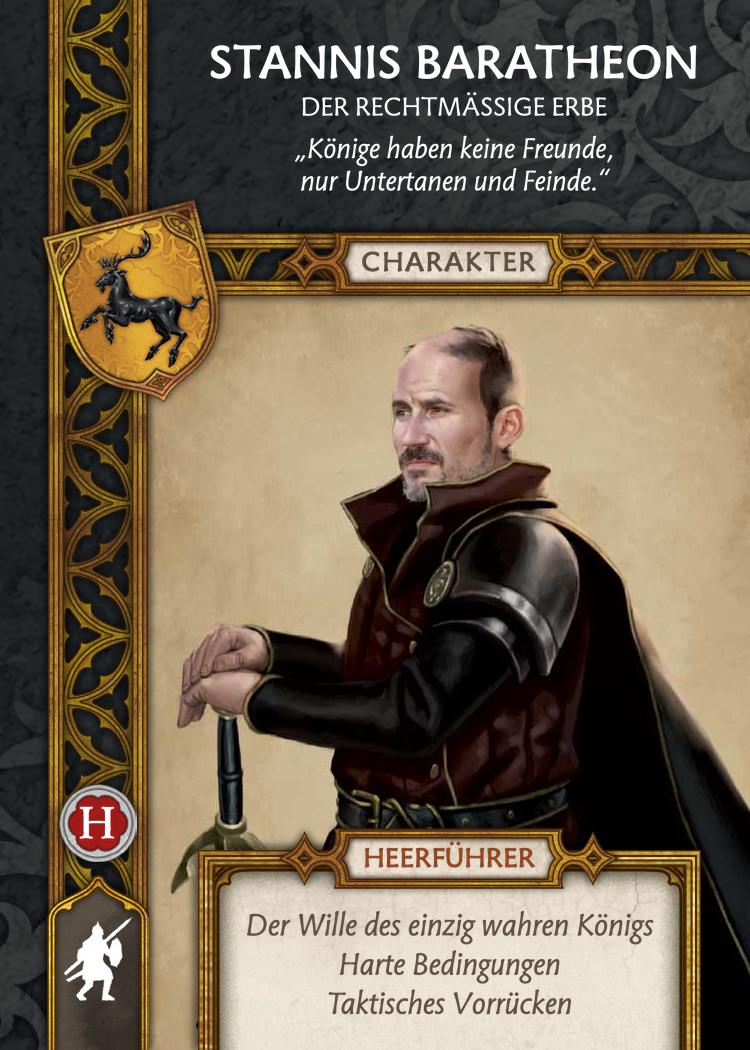 STANNIS BARATHEON
DER RECHTMÄSSIGE ERBE
„Könige haben keine Freunde,
nur Untertanen und Feinde.“
CHARAKTER
H
HEERFÜHRER
Der Wille des einzig wahren Königs
Harte Bedingungen
Taktisches Vorrücken